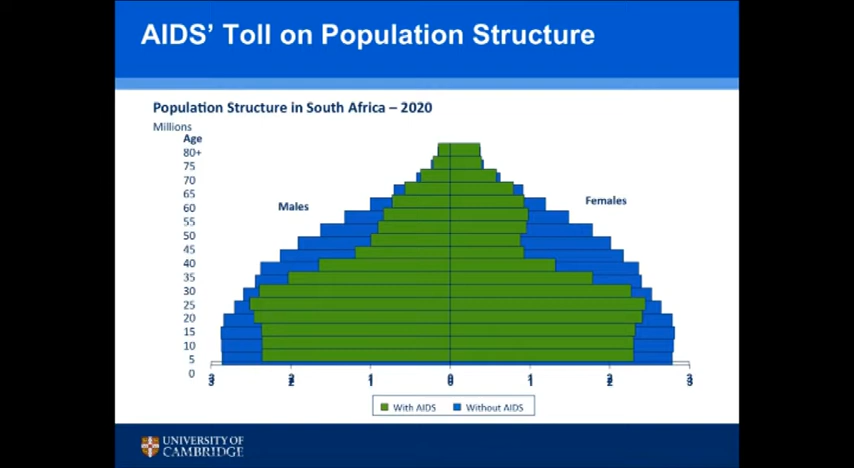 AIDS' Toll on Population Structure
Population Structure in South Africa – 2020
Millions
Age
80+
75
70
65
60
55
50
45
40
35
30
25
20
15
10
5
0
Males
Females
3 2 1 0 1 2 3
With AIDS Without AIDS
UNIVERSITY OF
CAMBRIDGE